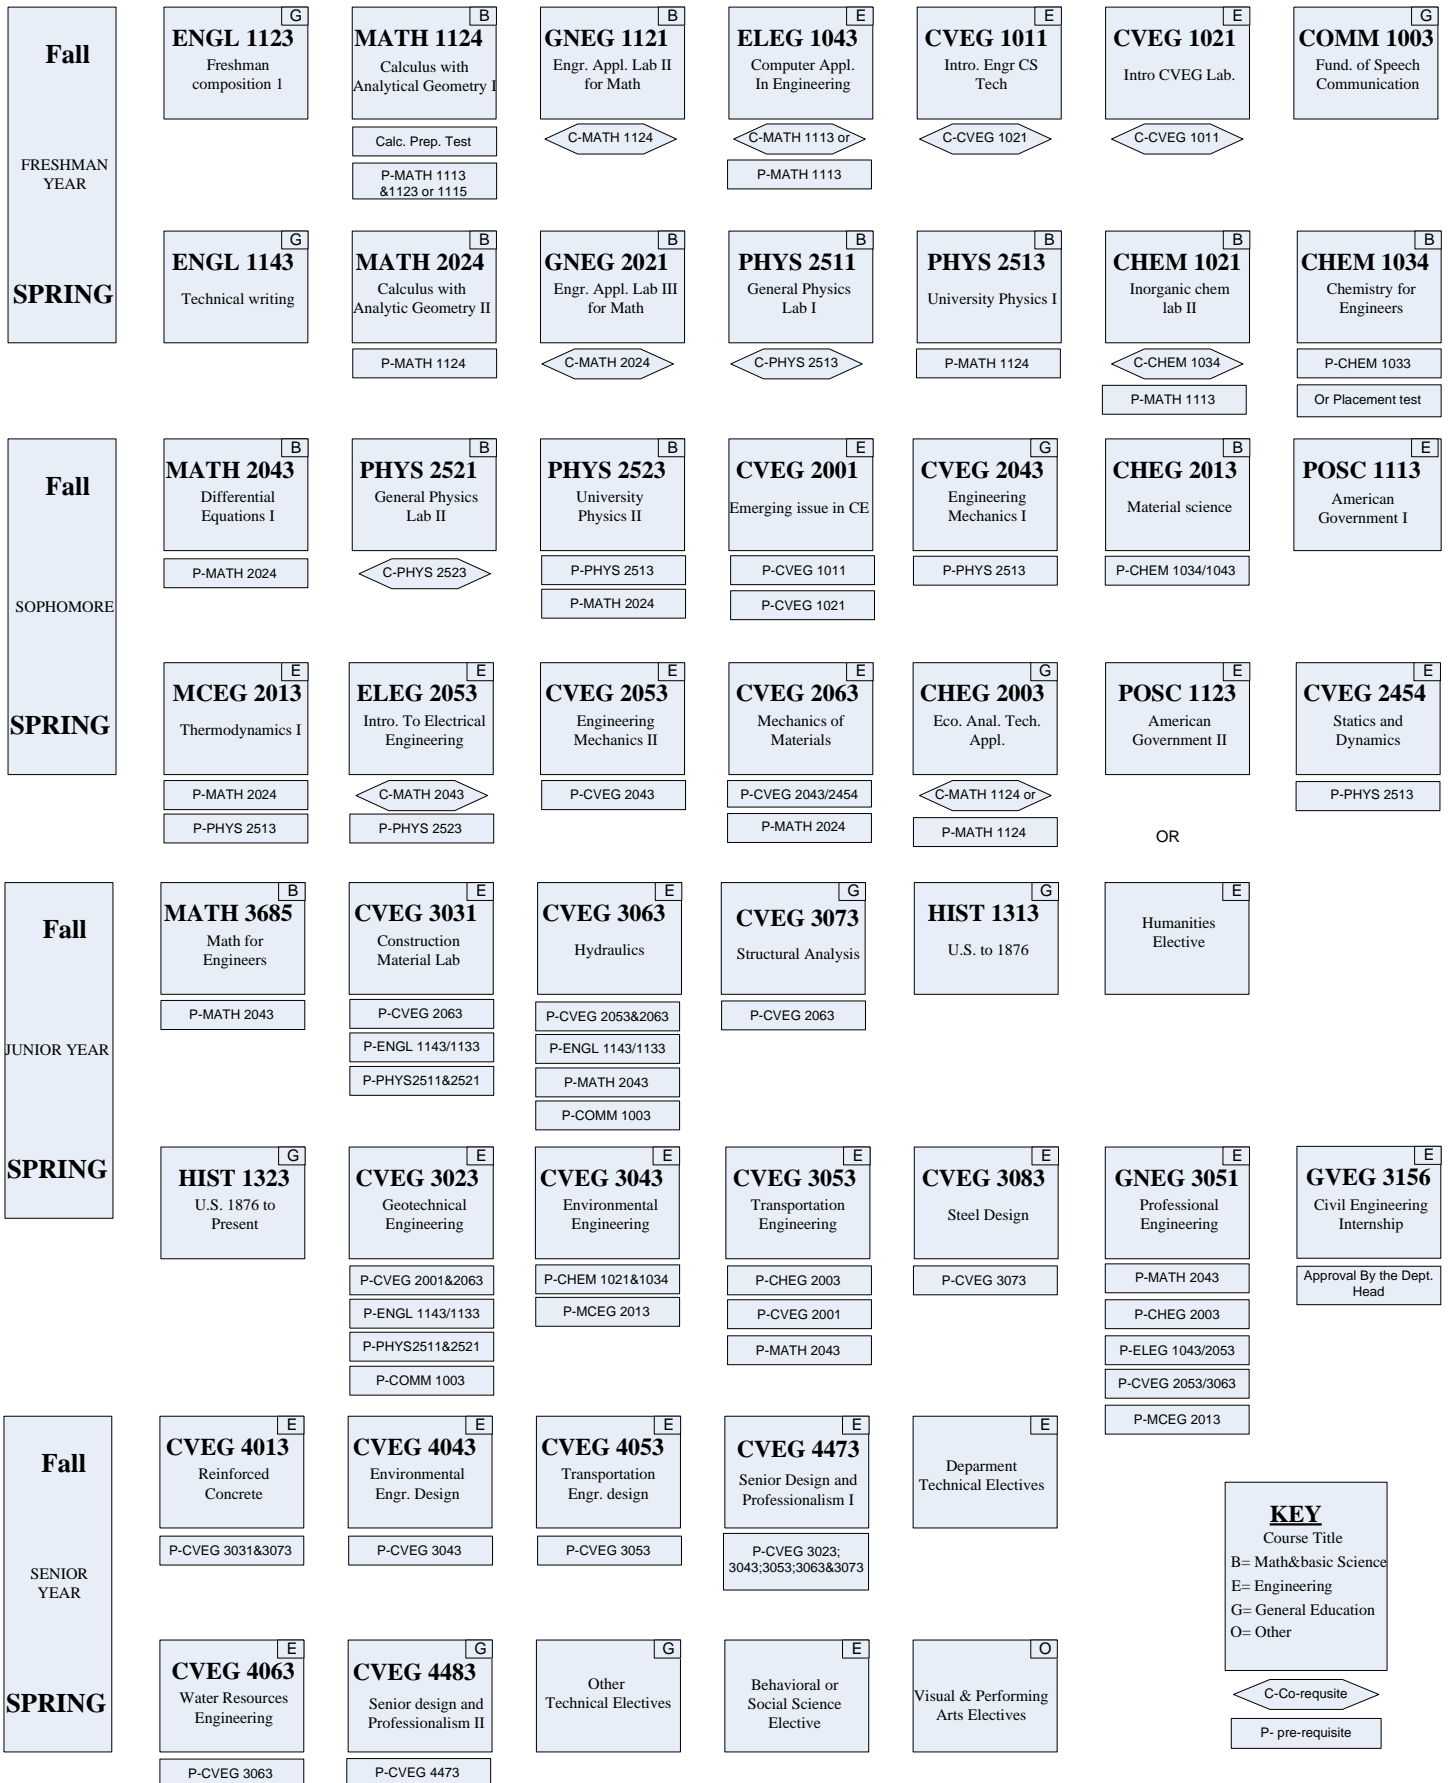 Fall
FRESHMAN
YEAR
SPRING
G
ENGL 1123
Freshman
composition 1
B
MATH 1124
Calculus with
Analytical Geometry I
Calc. Prep. Test
P-MATH 1113
&1123 or 1115
B
GNEG 1121
Engr. Appl. Lab II
for Math
C-MATH 1124
E
ELEG 1043
Computer Appl.
In Engineering
C-MATH 1113 or
P-MATH 1113
E
CVEG 1011
Intro. Engr CS
Tech
C-CVEG 1021
E
CVEG 1021
Intro CVEG Lab.
C-CVEG 1011
G
COMM 1003
Fund. of Speech
Communication
G
ENGL 1143
Technical writing
B
MATH 2024
Calculus with
Analytic Geometry II
P-MATH 1124
B
GNEG 2021
Engr. Appl. Lab III
for Math
C-MATH 2024
B
PHYS 2511
General Physics
Lab I
C-PHYS 2513
B
PHYS 2513
University Physics I
P-MATH 1124
B
CHEM 1021
Inorganic chem
lab II
C-CHEM 1034
P-MATH 1113
B
CHEM 1034
Chemistry for
Engineers
P-CHEM 1033
Or Placement test
Fall
SOPHOMORE
SPRING
B
MATH 2043
Differential
Equations I
P-MATH 2024
B
PHYS 2521
General Physics
Lab II
C-PHYS 2523
B
PHYS 2523
University
Physics II
P-PHYS 2513
P-MATH 2024
E
CVEG 2001
Emerging issue in CE
P-CVEG 1011
P-CVEG 1021
G
CVEG 2043
Engineering
Mechanics I
P-PHYS 2513
B
CHEG 2013
Material science
P-CHEM 1034/1043
E
POSC 1113
American
Government I
E
MCEG 2013
Thermodynamics I
P-MATH 2024
P-PHYS 2513
E
ELEG 2053
Intro. To Electrical
Engineering
C-MATH 2043
P-PHYS 2523
E
CVEG 2053
Engineering
Mechanics II
P-CVEG 2043
E
CVEG 2063
Mechanics of
Materials
P-CVEG 2043/2454
P-MATH 2024
G
CHEG 2003
Eco. Anal. Tech.
Appl.
C-MATH 1124 or
P-MATH 1124
E
POSC 1123
American
Government II
OR
E
CVEG 2454
Statics and
Dynamics
P-PHYS 2513
Fall
JUNIOR YEAR
SPRING
B
MATH 3685
Math for
Engineers
P-MATH 2043
E
CVEG 3031
Construction
Material Lab
P-CVEG 2063
P-ENGL 1143/1133
P-PHYS2511&2521
E
CVEG 3063
Hydraulics
P-CVEG 2053&2063
P-ENGL 1143/1133
P-MATH 2043
P-COMM 1003
G
CVEG 3073
Structural Analysis
P-CVEG 2063
G
HIST 1313
U.S. to 1876
E
Humanities
Elective
G
HIST 1323
U.S. 1876 to
Present
E
CVEG 3023
Geotechnical
Engineering
P-CVEG 2001&2063
P-ENGL 1143/1133
P-PHYS2511&2521
P-COMM 1003
E
CVEG 3043
Environmental
Engineering
P-CHEM 1021&1034
P-MCEG 2013
E
CVEG 3053
Transportation
Engineering
P-CHEG 2003
P-CVEG 2001
P-MATH 2043
E
CVEG 3083
Steel Design
P-CVEG 3073
E
GNEG 3051
Professional
Engineering
P-MATH 2043
P-CHEG 2003
P-ELEG 1043/2053
P-CVEG 2053/3063
P-MCEG 2013
E
GVEG 3156
Civil Engineering
Internship
Approval By the Dept.
Head
Fall
SENIOR
YEAR
SPRING
E
CVEG 4013
Reinforced
Concrete
P-CVEG 3031&3073
E
CVEG 4043
Environmental
Engr. Design
P-CVEG 3043
E
CVEG 4053
Transportation
Engr. design
P-CVEG 3053
E
CVEG 4473
Senior Design and
Professionalism I
P-CVEG 3023;
3043;3053;3063&3073
E
Deparment
Technical Electives
E
CVEG 4063
Water Resources
Engineering
P-CVEG 3063
G
CVEG 4483
Senior design and
Professionalism II
P-CVEG 4473
G
Other
Technical Electives
E
Behavioral or
Social Science
Elective
O
Visual & Performing
Arts Electives
KEY
Course Title
B= Math&basic Science
E= Engineering
G= General Education
O= Other
C-Co-requsite
P- pre-requisite